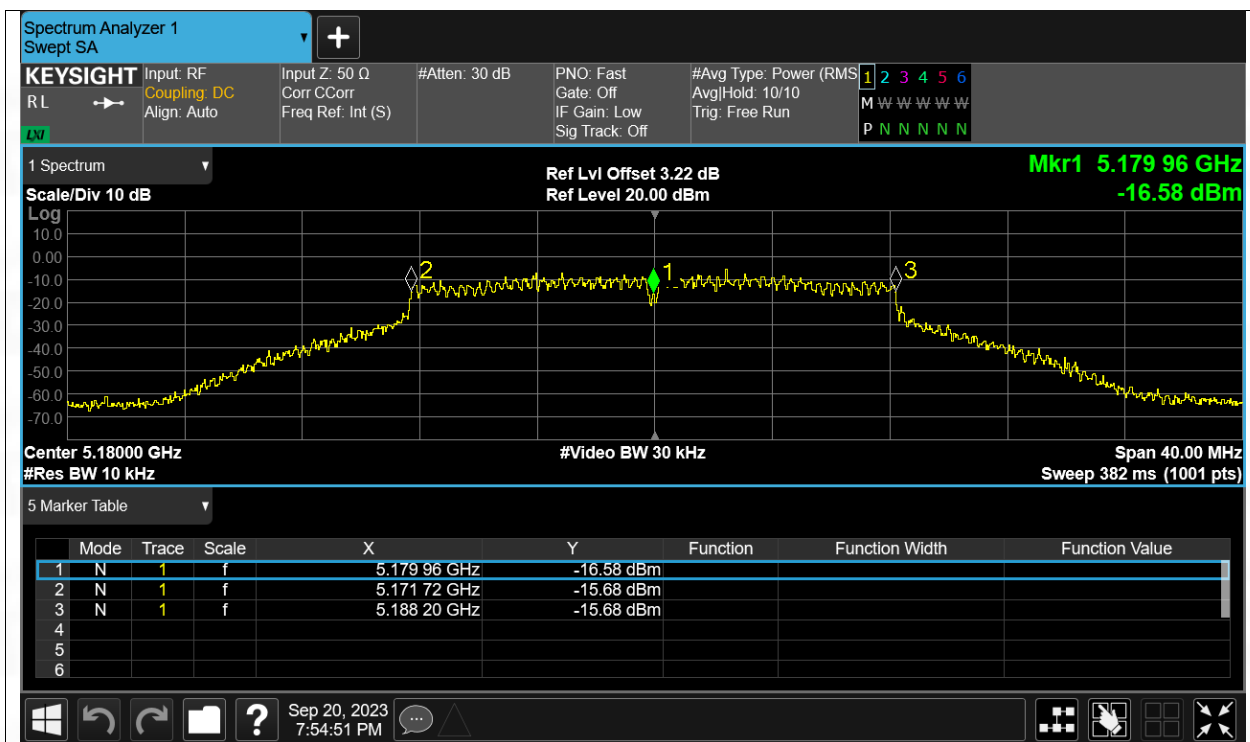 Spectrum Analyzer 1
Swept SA
+
KEYSIGHT
R L
LXI
Input: RF
Coupling: DC
Align: Auto
Input Z: 50 Ω
Corr CCorr
Freq Ref: Int (S)
#Atten: 30 dB
PNO: Fast
Gate: Off
IF Gain: Low
Sig Track: Off
#Avg Type: Power (RMS
Avg|Hold: 10/10
Trig: Free Run
1 2 3 4 5 6
M W W W W W
P N N N N N
1 Spectrum
Scale/Div 10 dB
Ref Lvl Offset 3.22 dB
Ref Level 20.00 dBm
Mkr1 5.179 96 GHz
-16.58 dBm
Log
10.0
0.00
-10.0
-20.0
-30.0
-40.0
-50.0
-60.0
-70.0
2
1
3
Center 5.18000 GHz
#Res BW 10 kHz
#Video BW 30 kHz
Span 40.00 MHz
Sweep 382 ms (1001 pts)
5 Marker Table
Mode Trace Scale X Y Function Function Width Function Value
1 N 1 f 5.179 96 GHz -16.58 dBm
2 N 1 f 5.171 72 GHz -15.68 dBm
3 N 1 f 5.188 20 GHz -15.68 dBm
4
5
6
?
Sep 20, 2023
7:54:51 PM